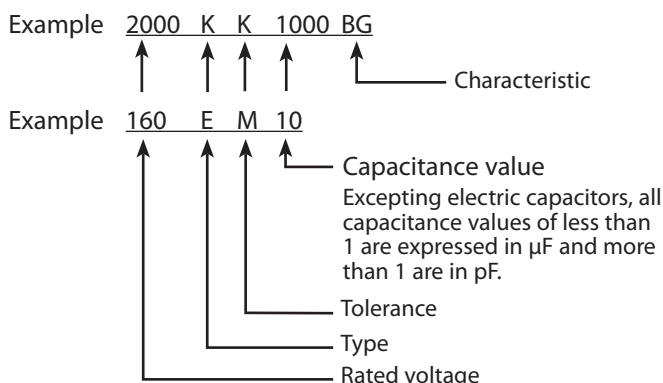 Example 2000 K K 1000 BG
Characteristic
Example 160 E M 10
Capacitance value
Excepting electric capacitors, all
capacitance values of less than
1 are expressed in µF and more
than 1 are in pF.
Tolerance
Type
Rated voltage